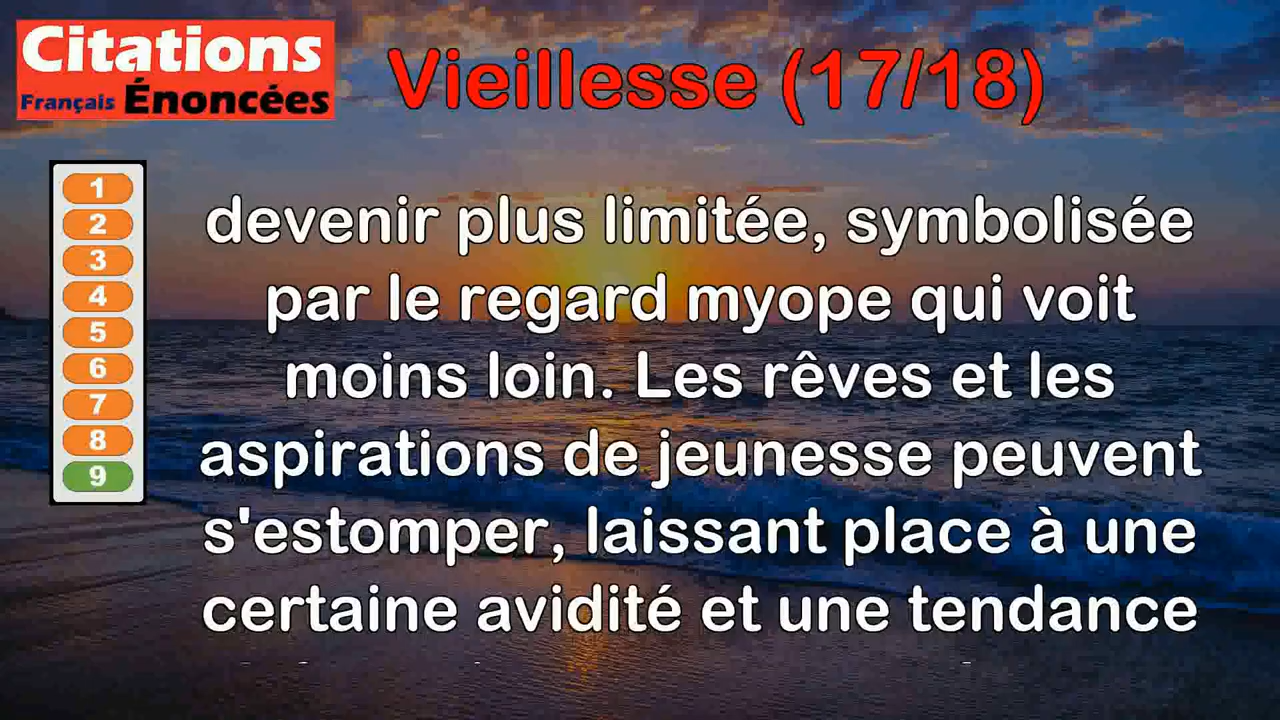 Citations
Français Énoncées
Vieillesse (17/18)
1
2
3
4
5
6
7
8
9
devenir plus limitée, symbolisée
par le regard myope qui voit
moins loin. Les rêves et les
aspirations de jeunesse peuvent
s'estomper, laissant place à une
certaine avidité et une tendance